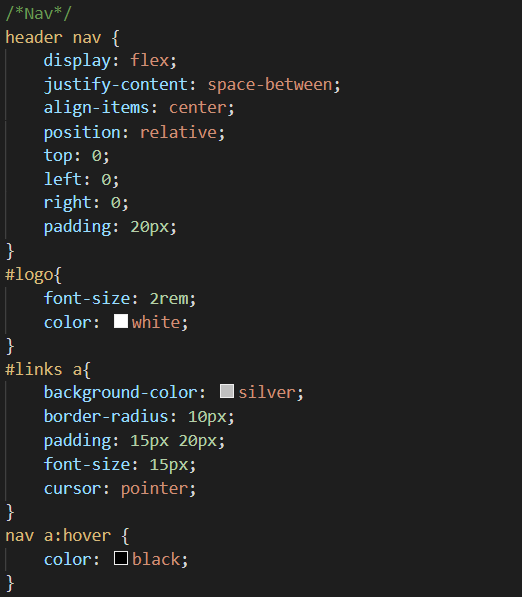 /*Nav*/
header nav {
    display: flex;
    justify-content: space-between;
    align-items: center;
    position: relative;
    top: 0;
    left: 0;
    right: 0;
    padding: 20px;
}
#logo{
    font-size: 2rem;
    color: white;
}
#links a{
    background-color: silver;
    border-radius: 10px;
    padding: 15px 20px;
    font-size: 15px;
    cursor: pointer;
}
nav a:hover {
    color: black;
}